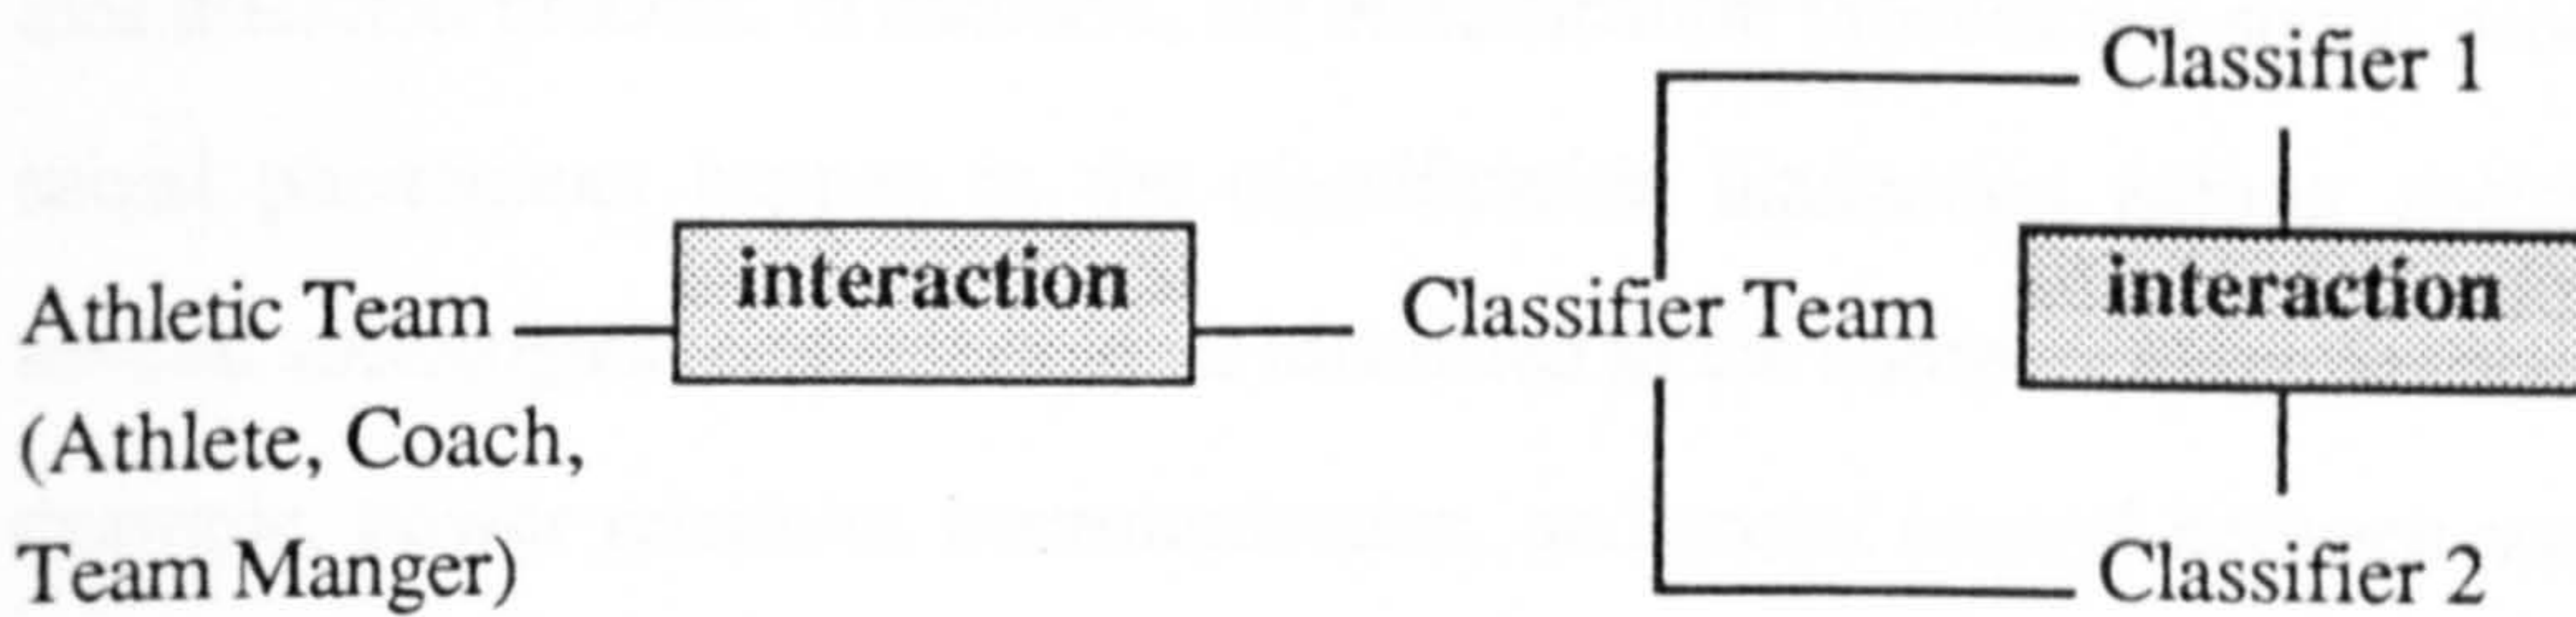 Classifier 1
interaction
interaction
Athletic Team
Classifier Team
(Athlete, Coach,
Team Manger)
Classifier 2